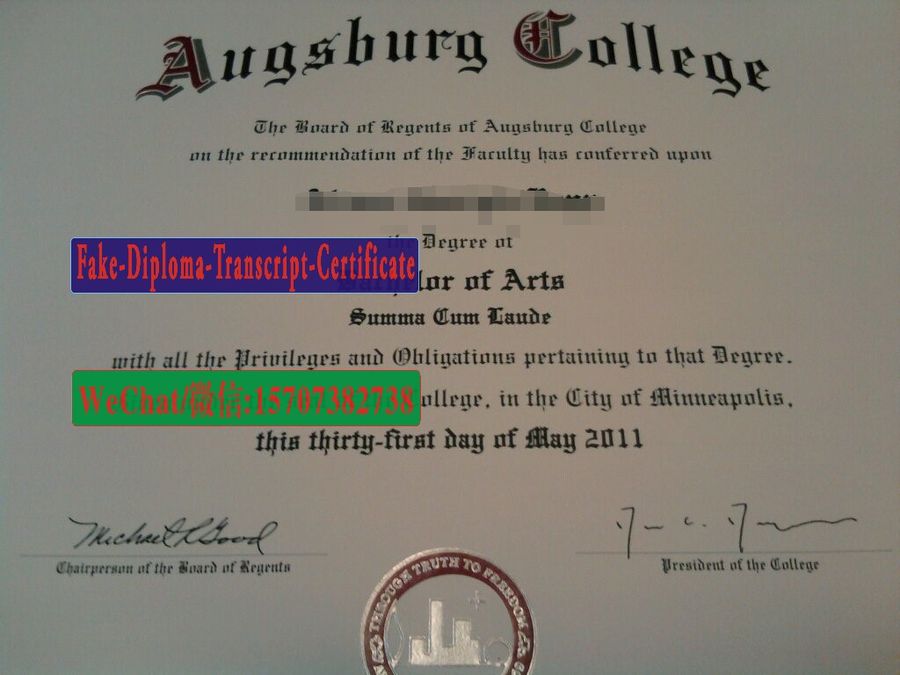 Augsburg College
The Board of Regents of Augsburg College
on the recommendation of the Faculty has conferred upon
the Degree of
Fake-Diploma-Transcript-Certificate
Bachelor of Arts
Summa Cum Laude
with all the Privileges and Obligations pertaining to that Degree.
WeChat/微信:15707382738
ollege, in the City of Minneapolis,
this thirty-first day of May 2011
Michael R Good
Chairperson of the Board of Regents
President of the College
THROUGH TRUTH TO FREEDOM